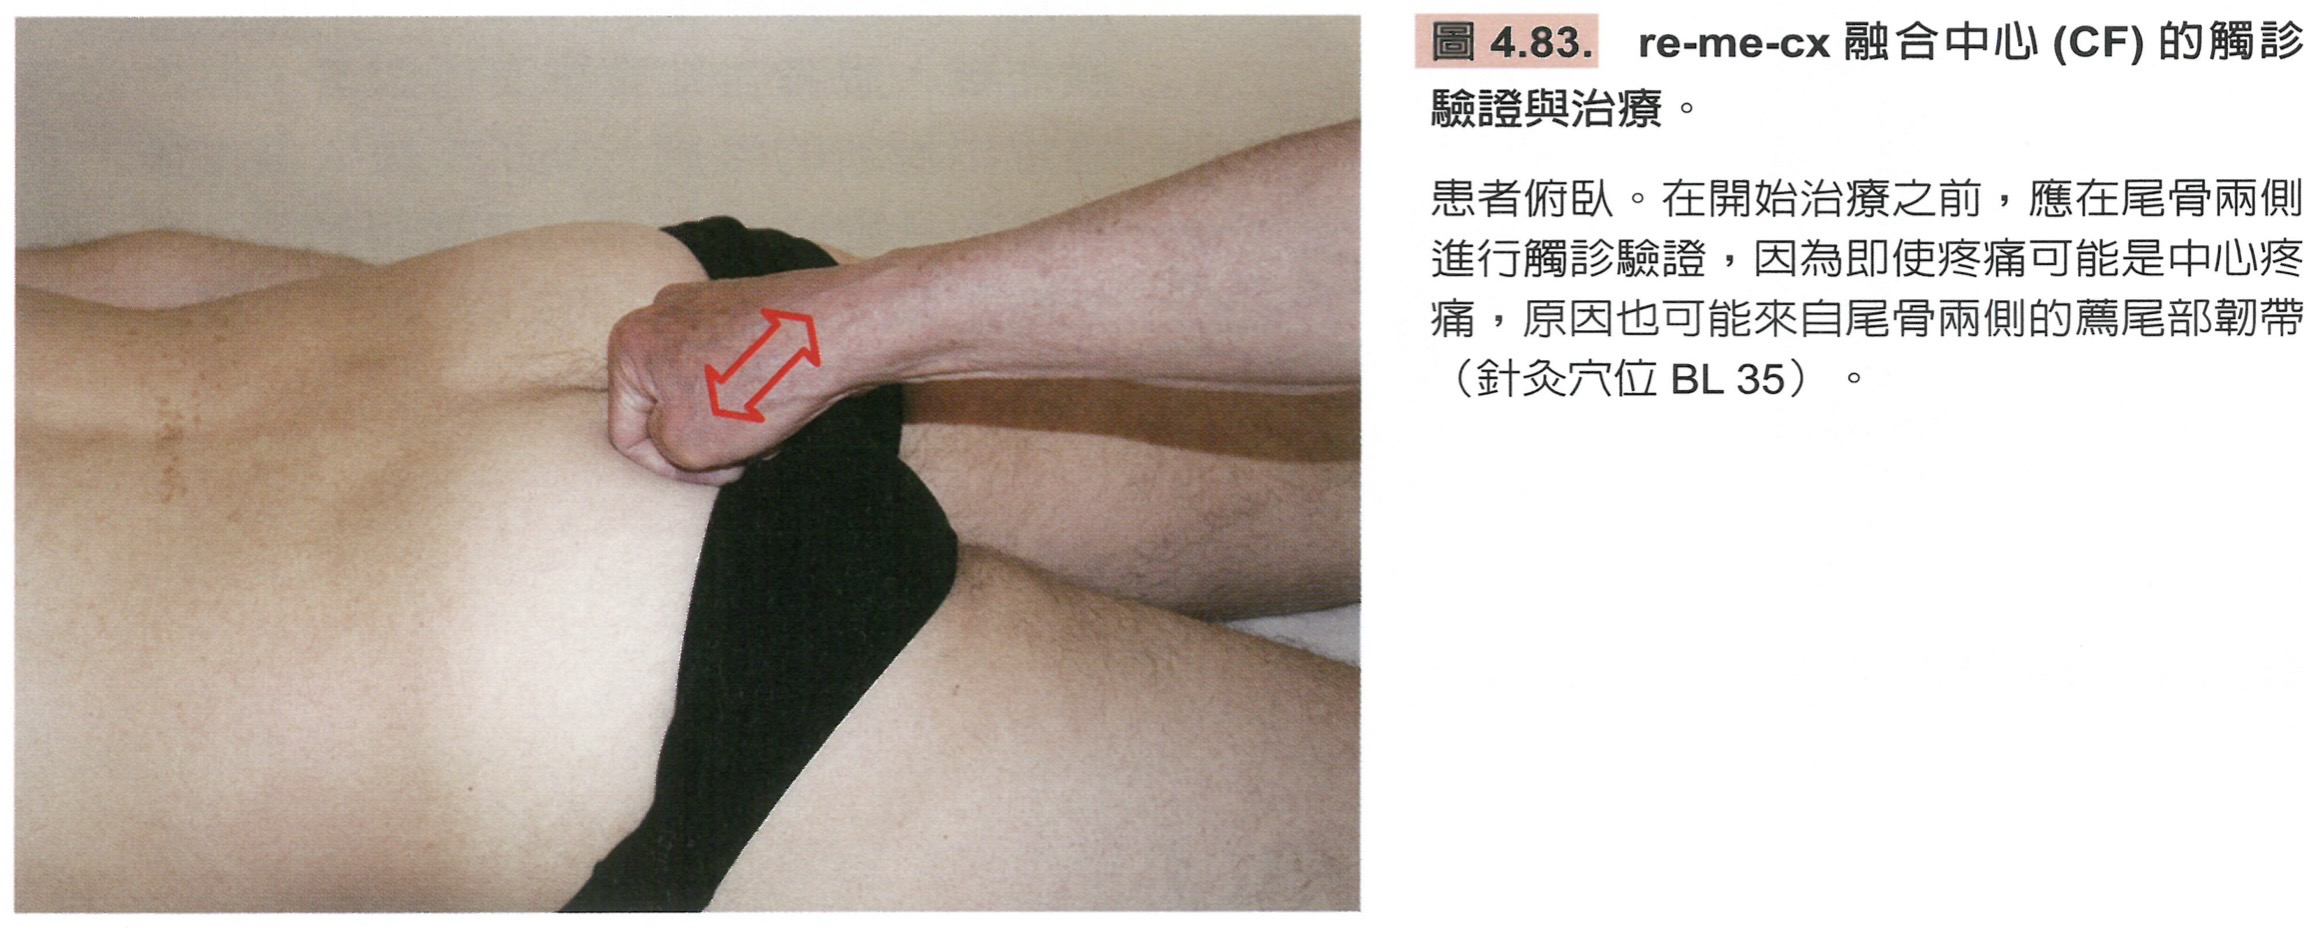 圖 4.83. re-me-cx 融合中心 (CF) 的觸診
驗證與治療。
患者俯臥。在開始治療之前，應在尾骨兩側
進行觸診驗證，因為即使疼痛可能是中心疼
痛，原因也可能來自尾骨兩側的薦尾部韌帶
（針灸穴位 BL 35）。